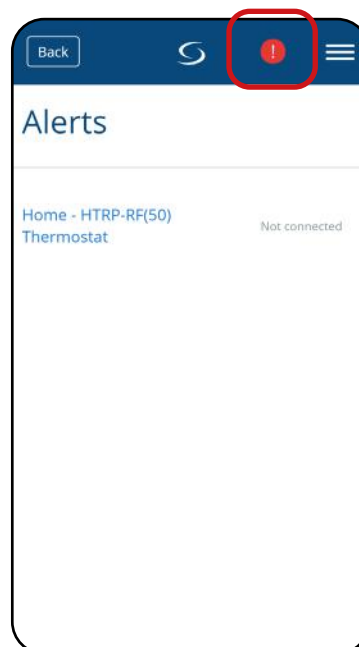 Back
!
Alerts
Home - HTRP-RF(50)
Thermostat
Not connected